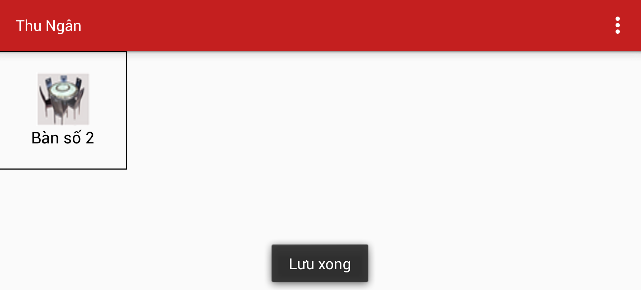 Thu Ngân
Bàn số 2
Lưu xong